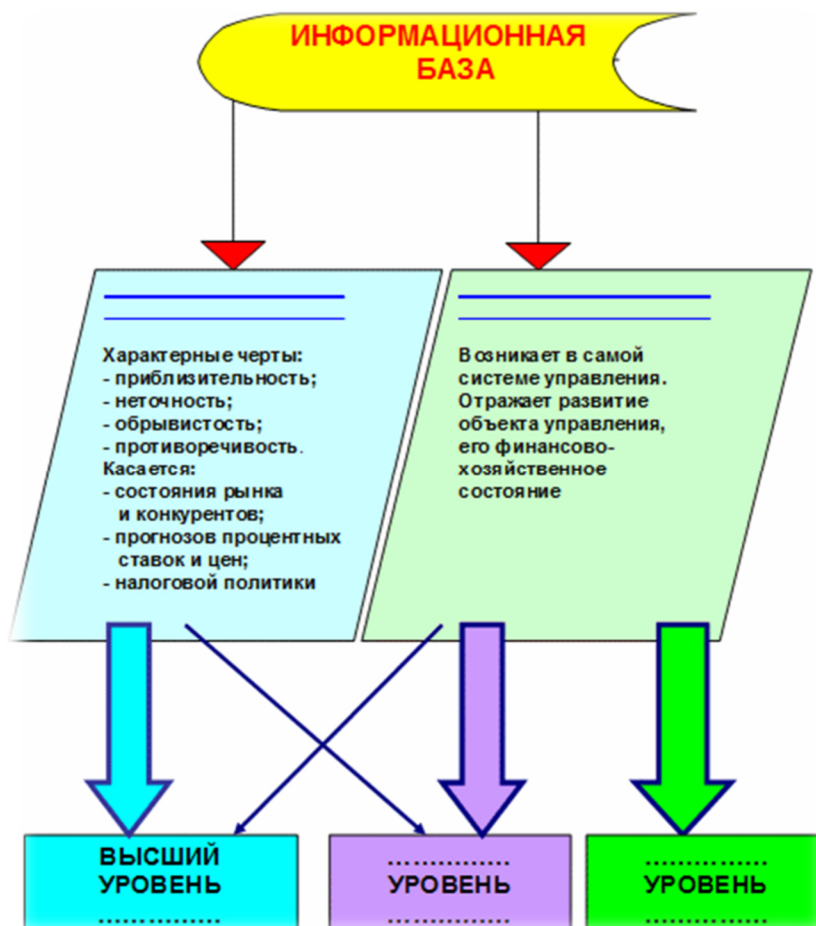 ИНФОРМАЦИОННАЯ
БАЗА
Характерные черты:
- приблизительность;
- неточность;
- обрывистость;
- противоречивость.
Касается:
- состояния рынка
и конкурентов;
- прогнозов процентных
ставок и цен;
- налоговой политики
Возникает в самой
системе управления.
Отражает развитие
объекта управления,
его финансово-
хозяйственное
состояние
ВЫСШИЙ
УРОВЕНЬ
...............
...............
УРОВЕНЬ
...............
...............
УРОВЕНЬ
...............